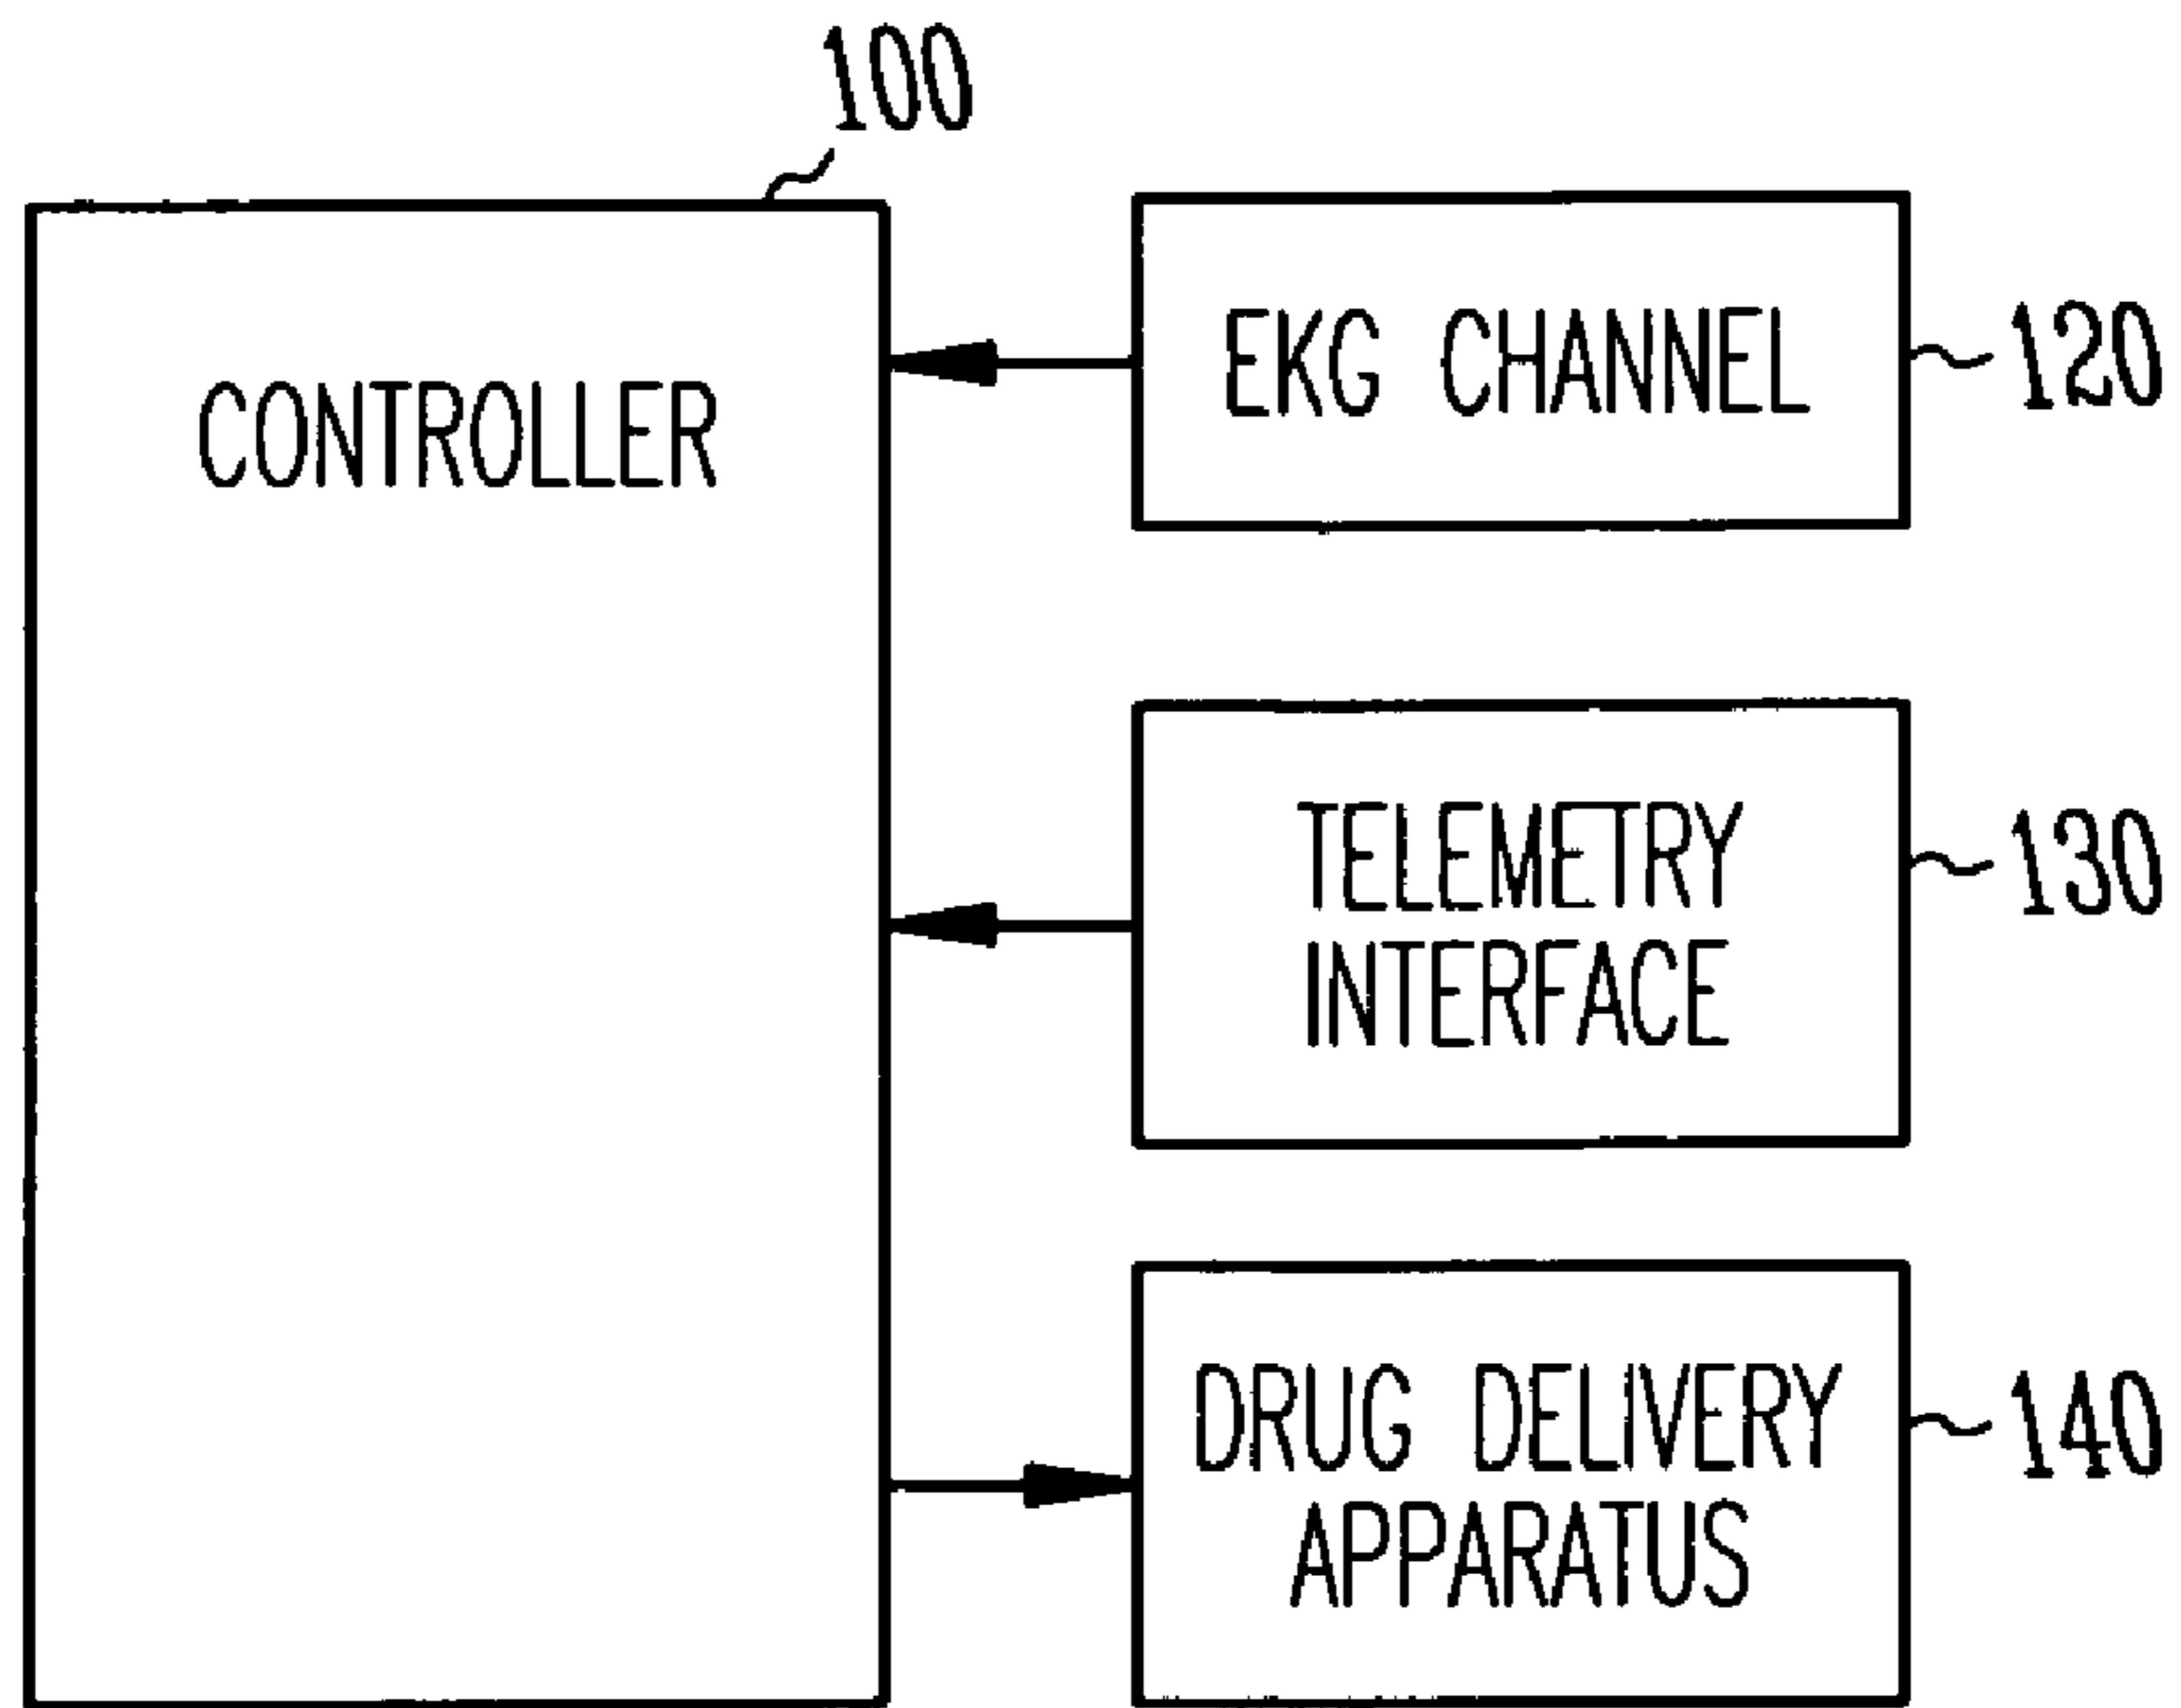 100
CONTROLLER
EKG CHANNEL
120
TELEMETRY
INTERFACE
130
DRUG DELIVERY
APPARATUS
140